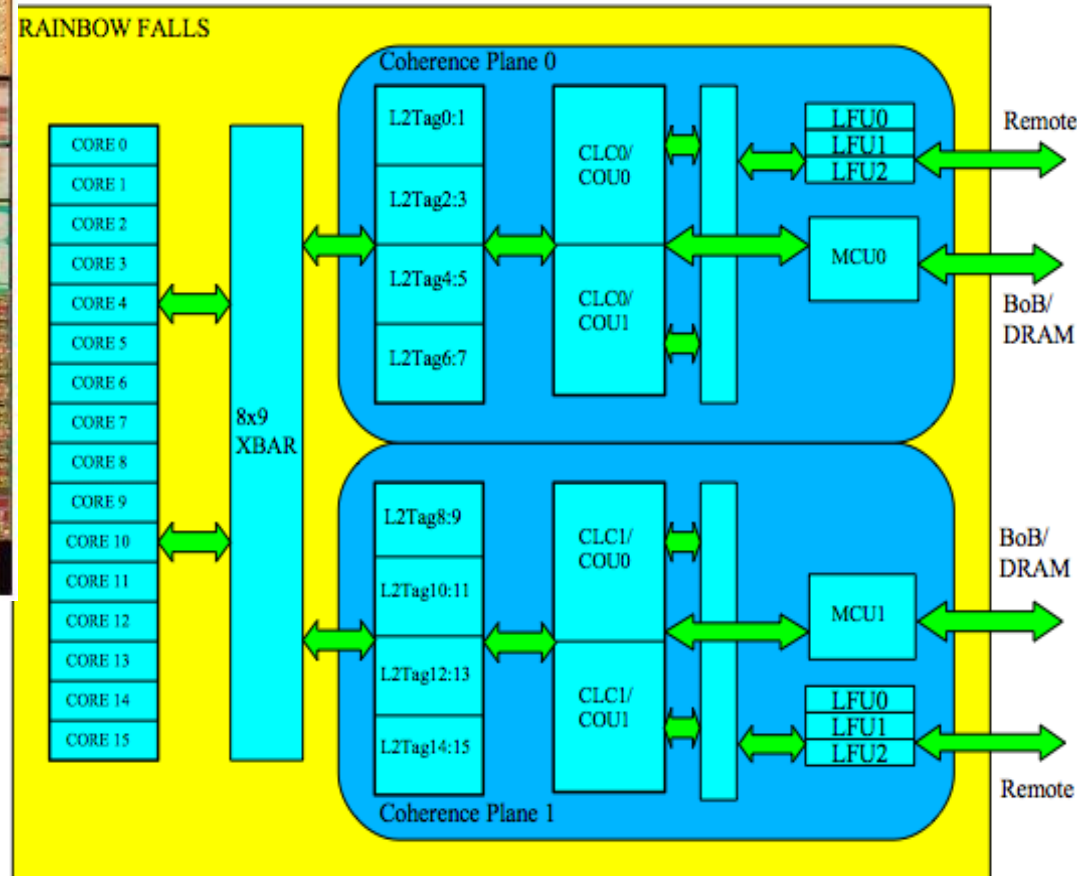 RAINBOW FALLS
CORE 0
CORE 1
CORE 2
CORE 3
CORE 4
CORE 5
CORE 6
CORE 7
CORE 8
CORE 9
CORE 10
CORE 11
CORE 12
CORE 13
CORE 14
CORE 15
8x9
XBAR
Coherence Plane 0
L2Tag0:1
L2Tag2:3
L2Tag4:5
L2Tag6:7
CLC0/
COU0
CLC0/
COU1
LFU0
LFU1
LFU2
MCU0
Remote
BoB/
DRAM
L2Tag8:9
L2Tag10:11
L2Tag12:13
L2Tag14:15
CLC1/
COU0
CLC1/
COU1
MCU1
LFU0
LFU1
LFU2
BoB/
DRAM
Remote
Coherence Plane 1